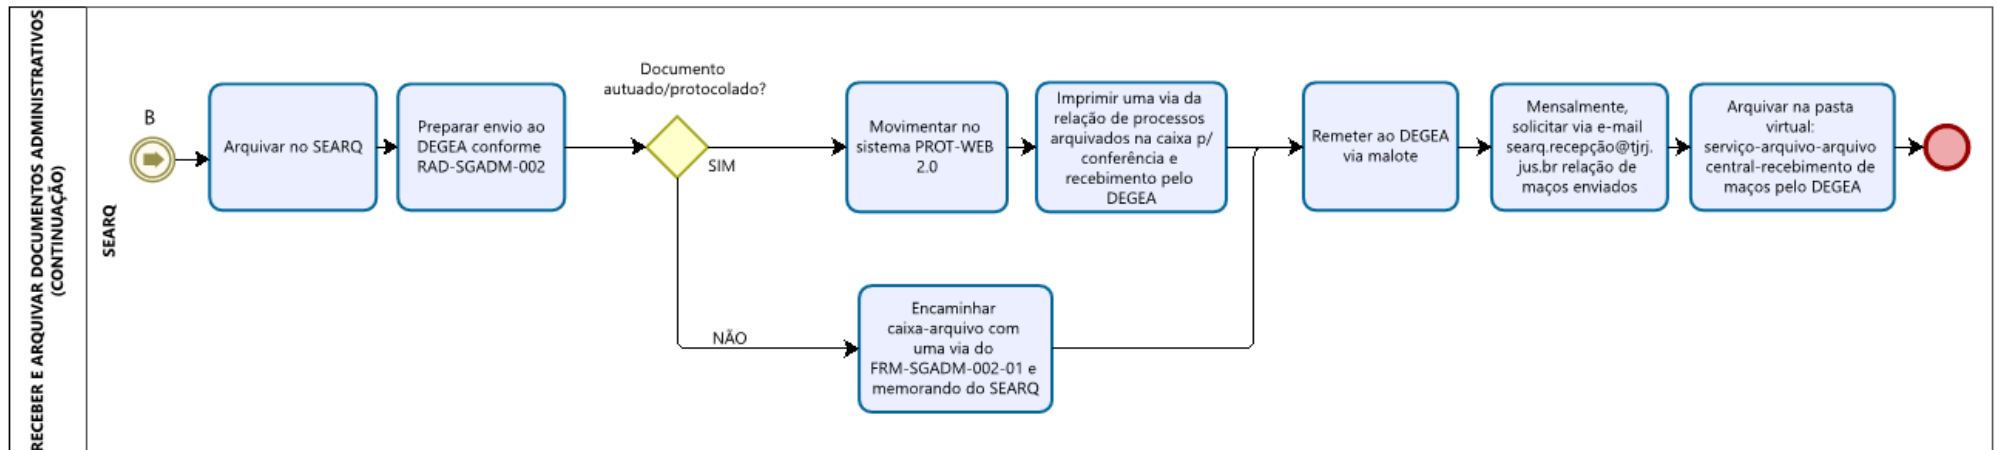 RECEBER E ARQUIVAR DOCUMENTOS ADMINISTRATIVOS
(CONTINUAÇÃO)
SEARQ
B
Arquivar no SEARQ
Preparar envio ao
DEGEA conforme
RAD-SGADM-002
Documento
autuado/protocolado?
SIM
NÃO
Movimentar no
sistema PROT-WEB
2.0
Imprimir uma via da
relação de processos
arquivados na caixa p/
conferência e
recebimento pelo
DEGEA
Encaminhar
caixa-arquivo com
uma via do
FRM-SGADM-002-01 e
memorando do SEARQ
Remeter ao DEGEA
via malote
Mensalmente,
solicitar via e-mail
searq.recepção@tjrj.
jus.br relação de
maços enviados
Arquivar na pasta
virtual:
serviço-arquivo-arquivo
central-recebimento de
maços pelo DEGEA